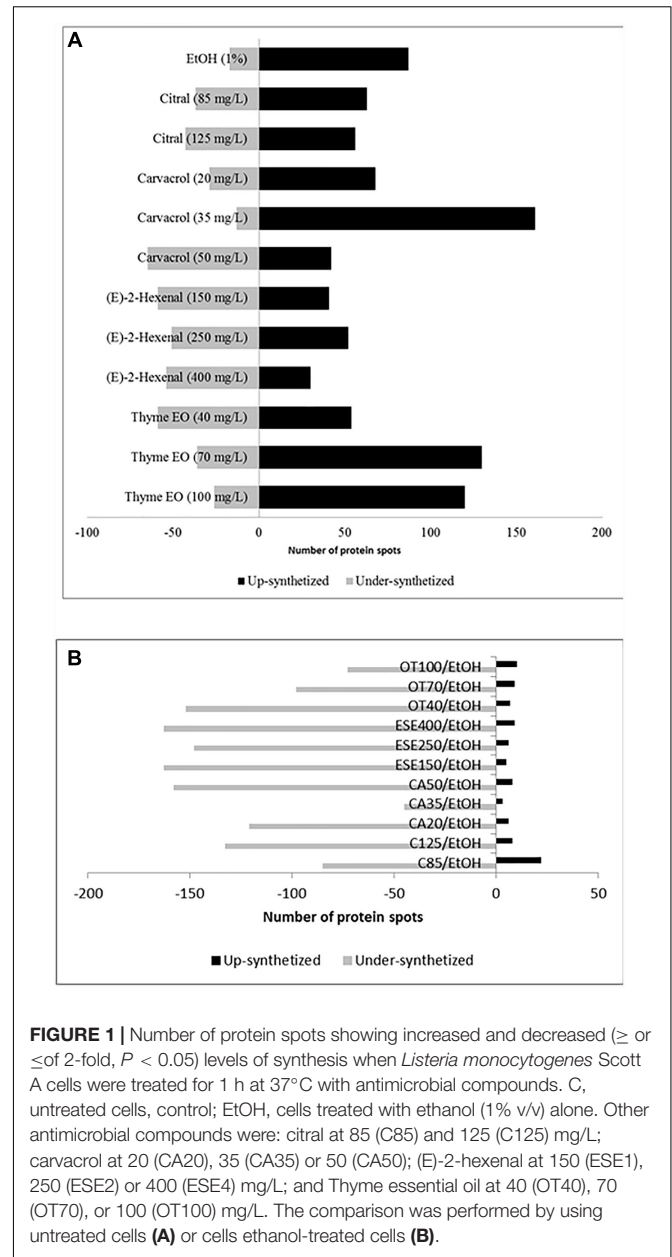 A
EtOH (1%)
Citral (85 mg/L)
Citral (125 mg/L)
Carvacrol (20 mg/L)
Carvacrol (35 mg/L)
Carvacrol (50 mg/L)
(E)-2-Hexenal (150 mg/L)
(E)-2-Hexenal (250 mg/L)
(E)-2-Hexenal (400 mg/L)
Thyme EO (40 mg/L)
Thyme EO (70 mg/L)
Thyme EO (100 mg/L)
-100 -50 0 50 100 150 200
Number of protein spots
Up-synthetized Under-synthetized
B
OT100/EtOH
OT70/EtOH
OT40/EtOH
ESE400/EtOH
ESE250/EtOH
ESE150/EtOH
CA50/EtOH
CA35/EtOH
CA20/EtOH
C125/EtOH
C85/EtOH
-200 -150 -100 -50 0 50
Number of protein spots
Up-synthetized Under-synthetized
FIGURE 1 | Number of protein spots showing increased and decreased (≥ or
≤of 2-fold, P < 0.05) levels of synthesis when Listeria monocytogenes Scott
A cells were treated for 1 h at 37°C with antimicrobial compounds. C,
untreated cells, control; EtOH, cells treated with ethanol (1% v/v) alone. Other
antimicrobial compounds were: citral at 85 (C85) and 125 (C125) mg/L;
carvacrol at 20 (CA20), 35 (CA35) or 50 (CA50); (E)-2-hexenal at 150 (ESE1),
250 (ESE2) or 400 (ESE4) mg/L; and Thyme essential oil at 40 (OT40), 70
(OT70), or 100 (OT100) mg/L. The comparison was performed by using
untreated cells (A) or cells ethanol-treated cells (B).